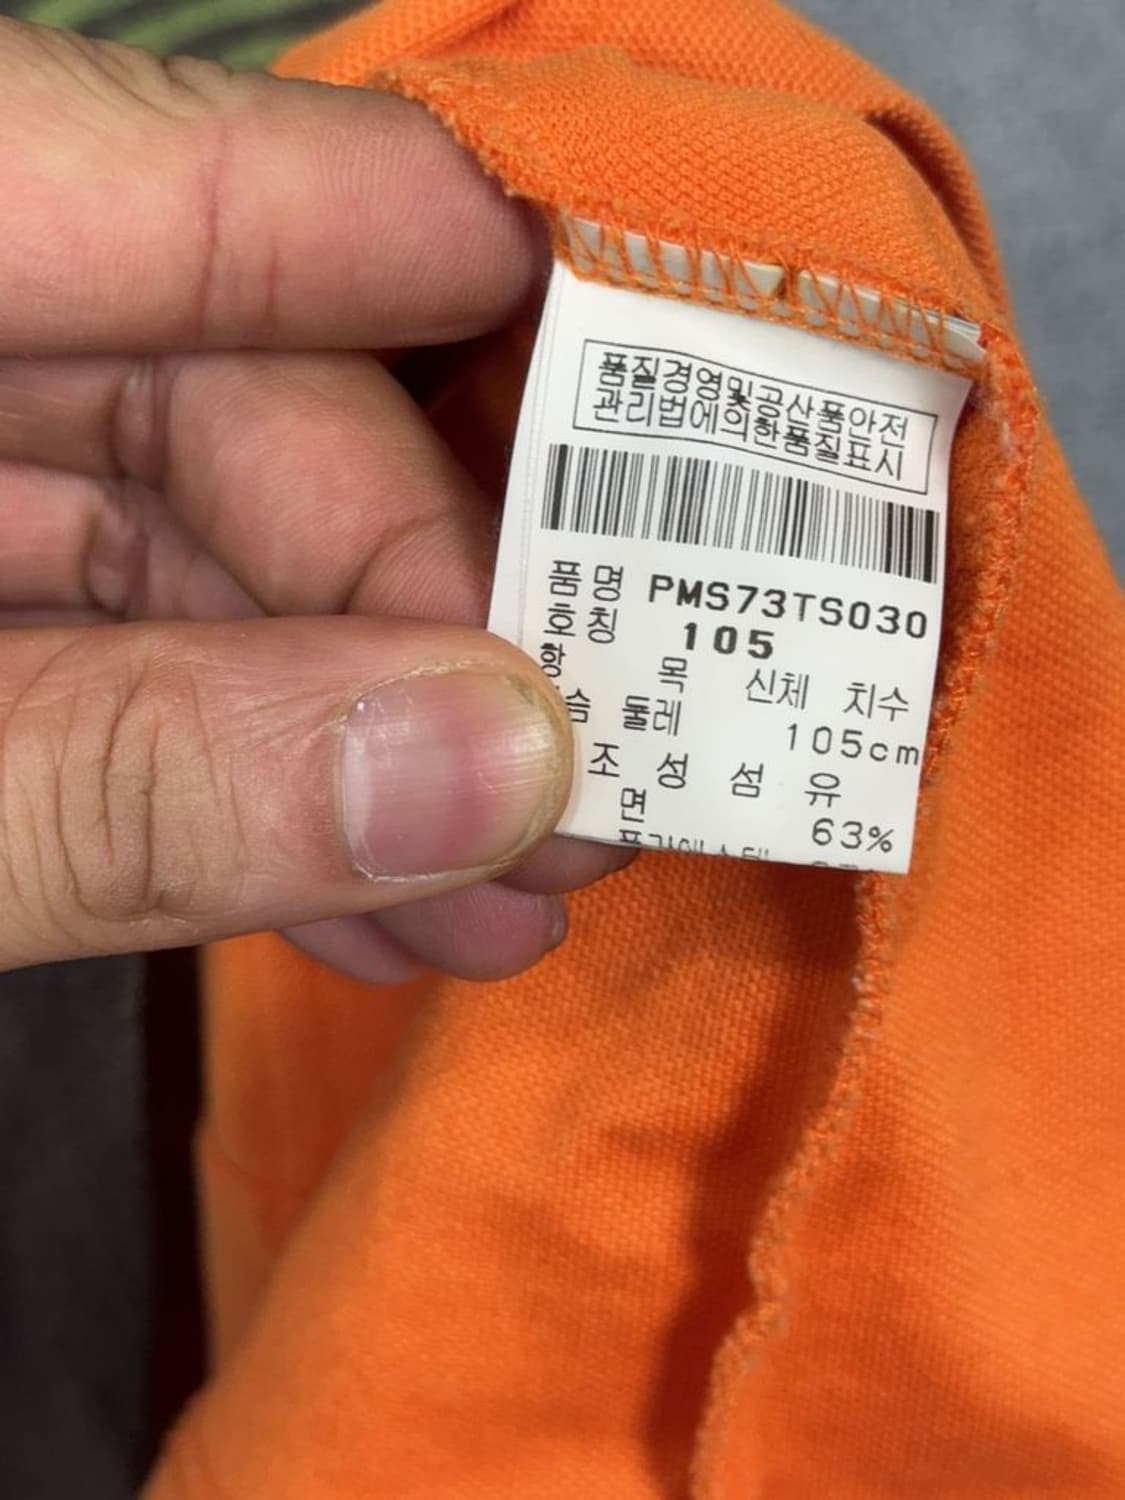 품질경영및공산품안전
관리법에의한품질표시
품명 PMS73TS030
호칭 105
항 목 신체 치수
슴 둘레 105cm
조 성 섬 유
면 63%